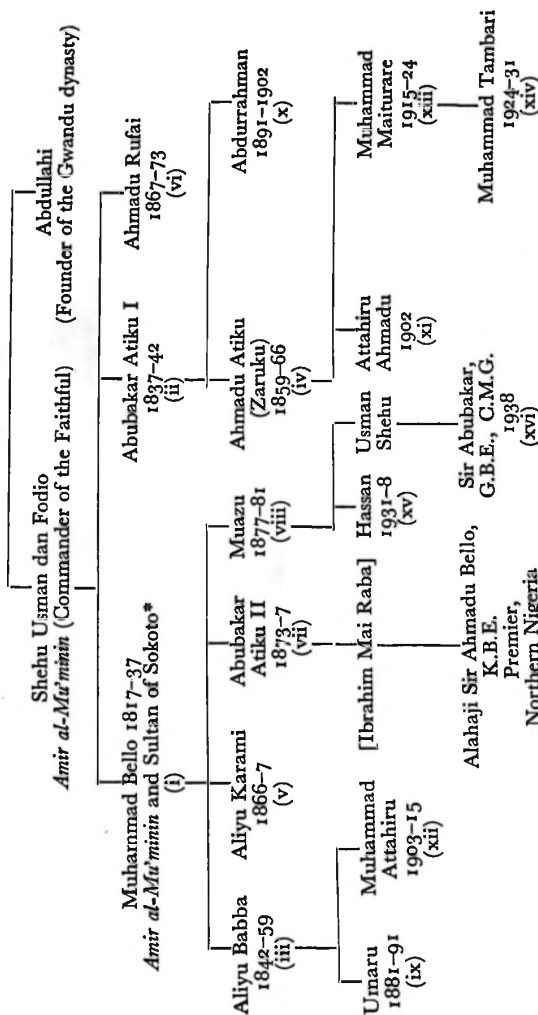 Shehu Usman dan Fodio
Amir al-Mu'minin (Commander of the Faithful)
Abdullahi
(Founder of the Gwandu dynasty)
Muhammad Bello 1817-37
Amir al-Mu'minin and Sultan of Sokoto*
(i)
Abubakar Atiku I
1837-42
(ii)
Ahmadu Rufai
1867-73
(vi)
Aliyu Babba
1842-59
(iii)
Aliyu Karami
1866-7
(v)
Abubakar
Atiku II
1873-7
(vii)
Muazu
1877-81
(viii)
Ahmadu Atiku
(Zaruku)
1859-66
(iv)
Abdurrahman
1891-1902
(x)
Umaru
1881-91
(ix)
Muhammad
Attahiru
1903-15
(xii)
[Ibrahim Mai Raba]
Hassan
1931-8
(xv)
Usman
Shehu
Attahiru
Ahmadu
1902
(xi)
Muhammad
Maiturare
1915-24
(xiii)
Alahaji Sir Ahmadu Bello,
K.B.E.
Premier,
Northern Nigeria
Sir Abubakar,
G.B.E., C.M.G.
1938
(xvi)
Muhammad Tambari
1924-31
(xiv)